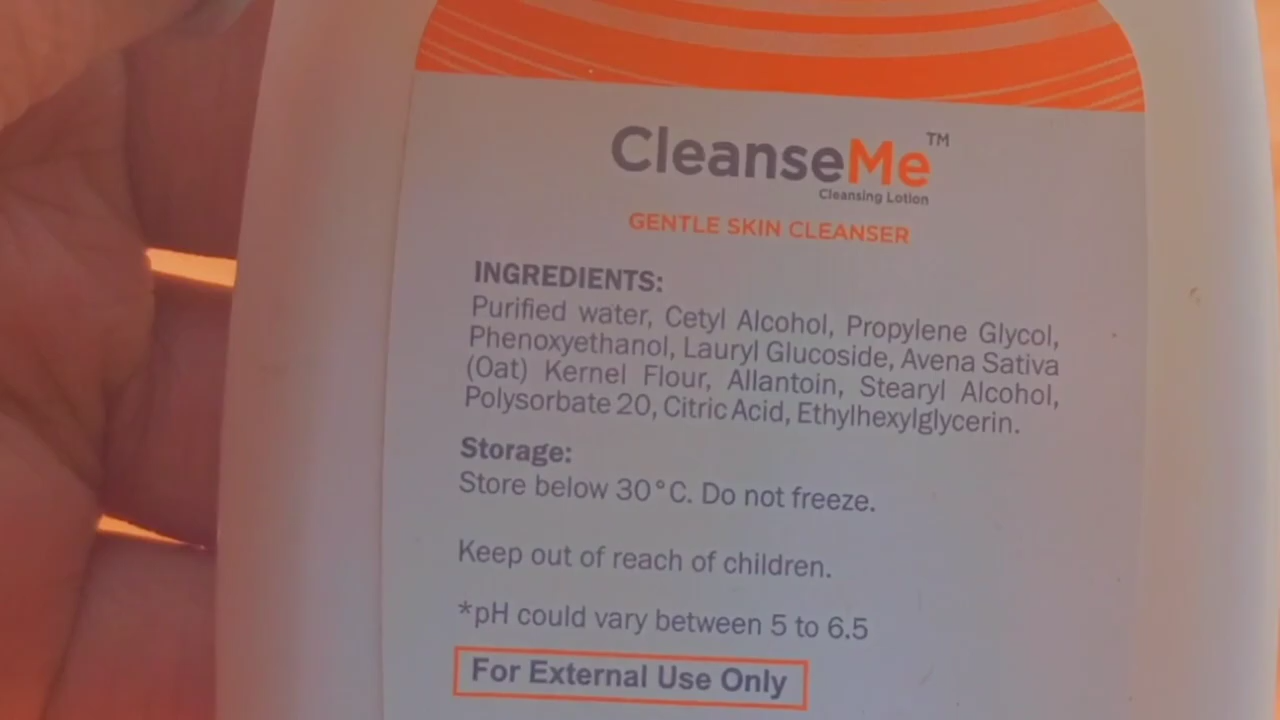 CleanseMe™
Cleansing Lotion
GENTLE SKIN CLEANSER
INGREDIENTS:
Purified water, Cetyl Alcohol, Propylene Glycol,
Phenoxyethanol, Lauryl Glucoside, Avena Sativa
(Oat) Kernel Flour, Allantoin, Stearyl Alcohol,
Polysorbate 20, Citric Acid, Ethylhexylglycerin.
Storage:
Store below 30°C. Do not freeze.
Keep out of reach of children.
*pH could vary between 5 to 6.5
For External Use Only